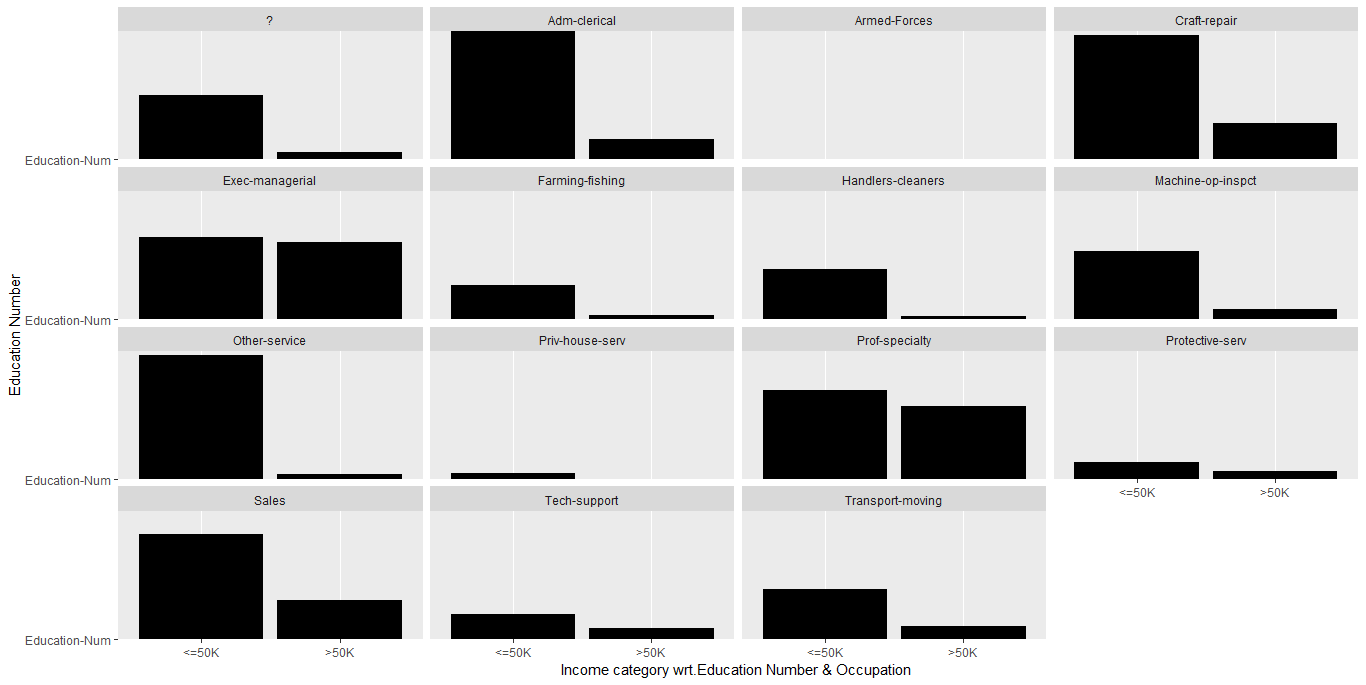 ?
Adm-clerical
Armed-Forces
Craft-repair
Education-Num
Exec-managerial
Farming-fishing
Handlers-cleaners
Machine-op-inspct
Education Number
Education-Num
Other-service
Priv-house-serv
Prof-specialty
Protective-serv
Education-Num
<=50K
>50K
Sales
Tech-support
Transport-moving
Education-Num
<=50K
>50K
<=50K
>50K
<=50K
>50K
Income category wrt.Education Number & Occupation